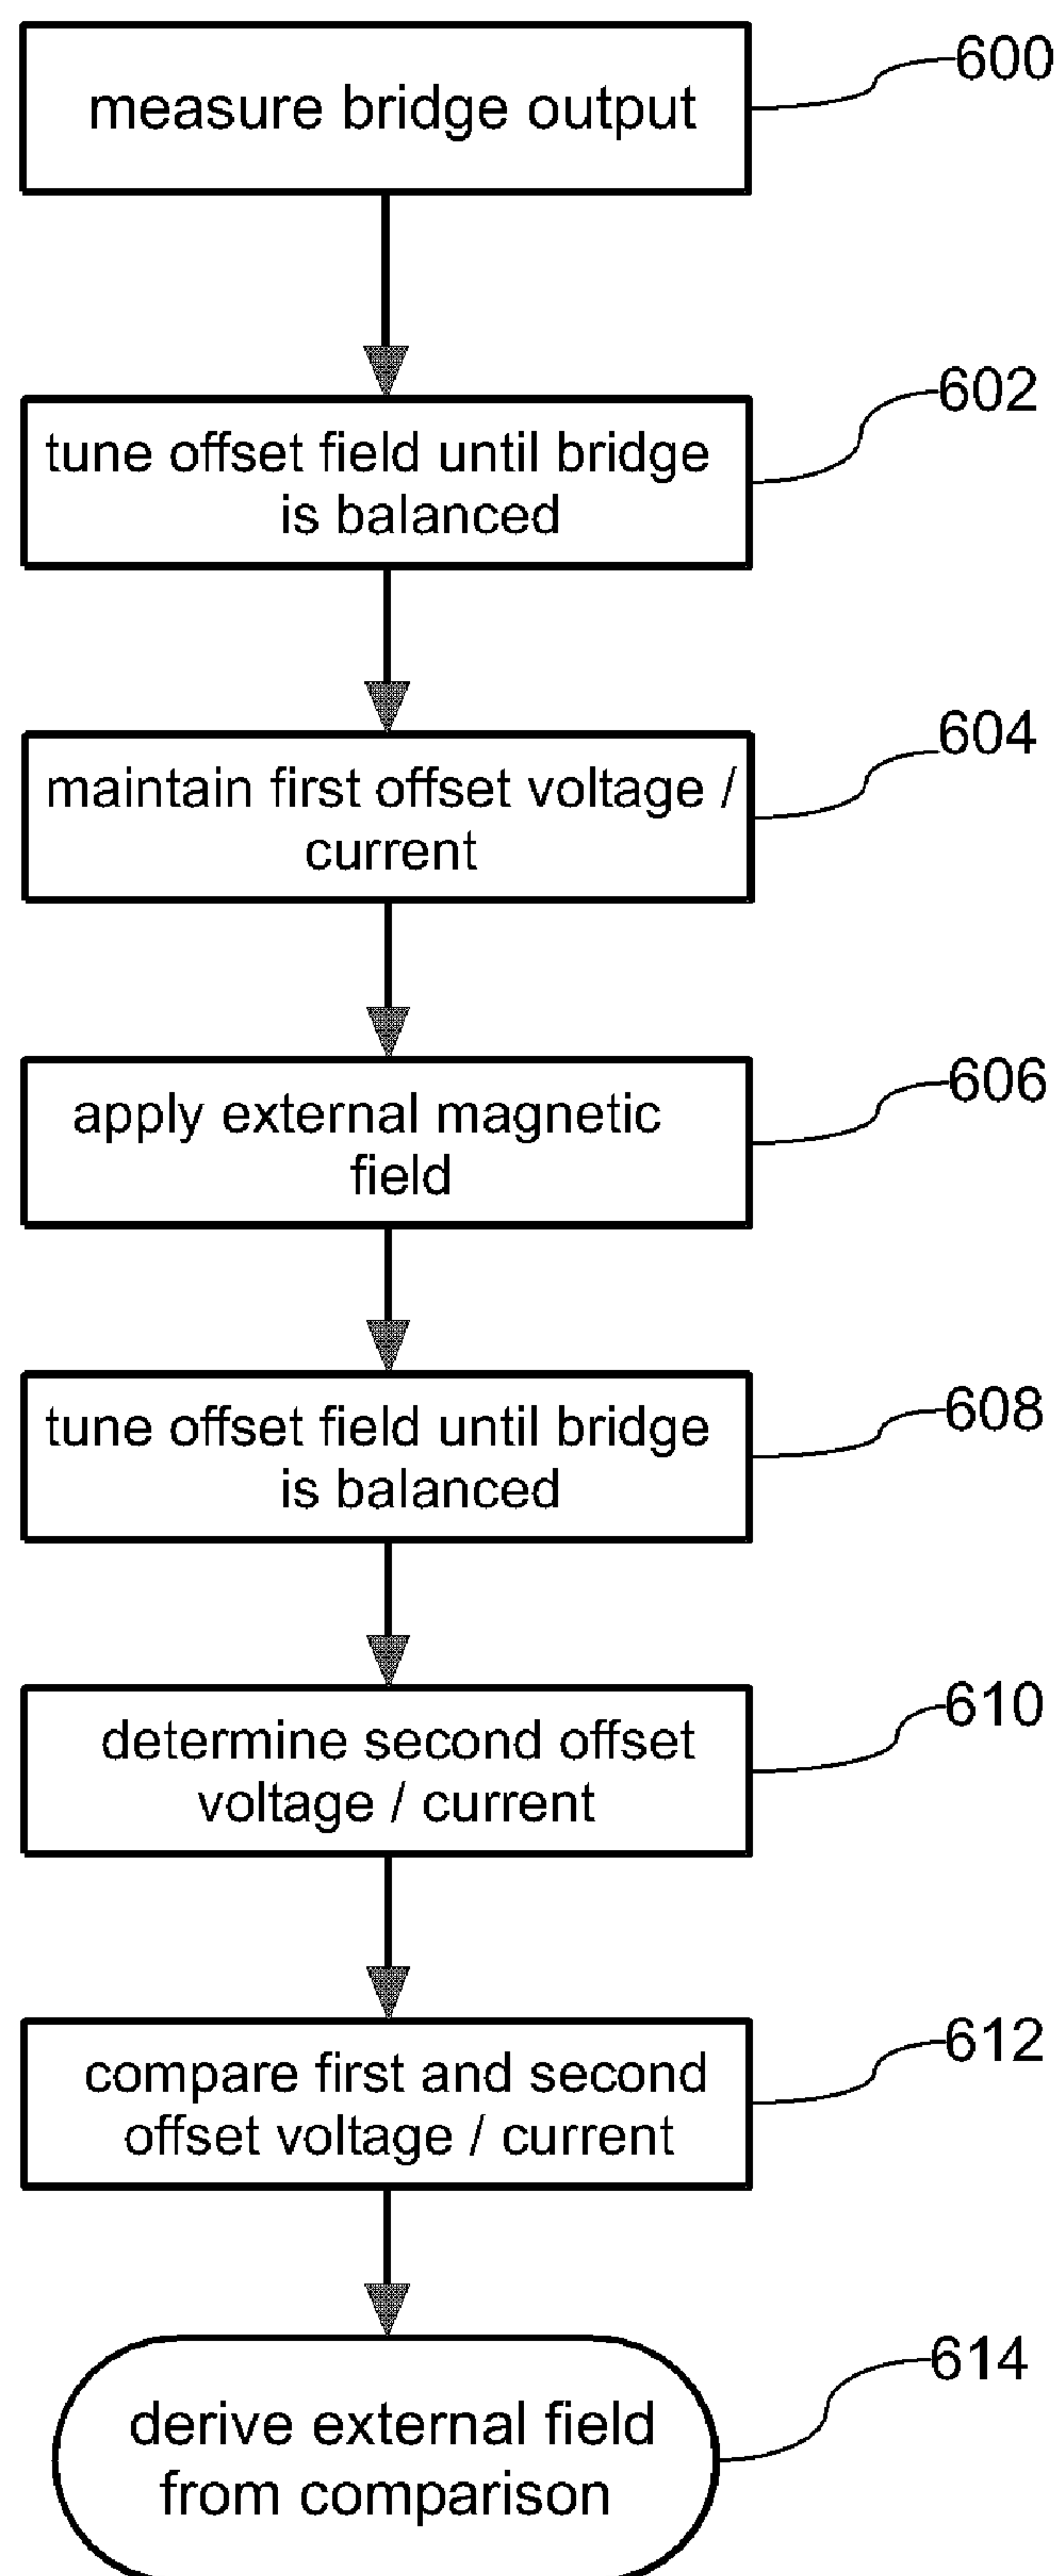 measure bridge output
600
tune offset field until bridge
is balanced
602
maintain first offset voltage /
current
604
apply external magnetic
field
606
tune offset field until bridge
is balanced
608
determine second offset
voltage / current
610
compare first and second
offset voltage / current
612
derive external field
from comparison
614